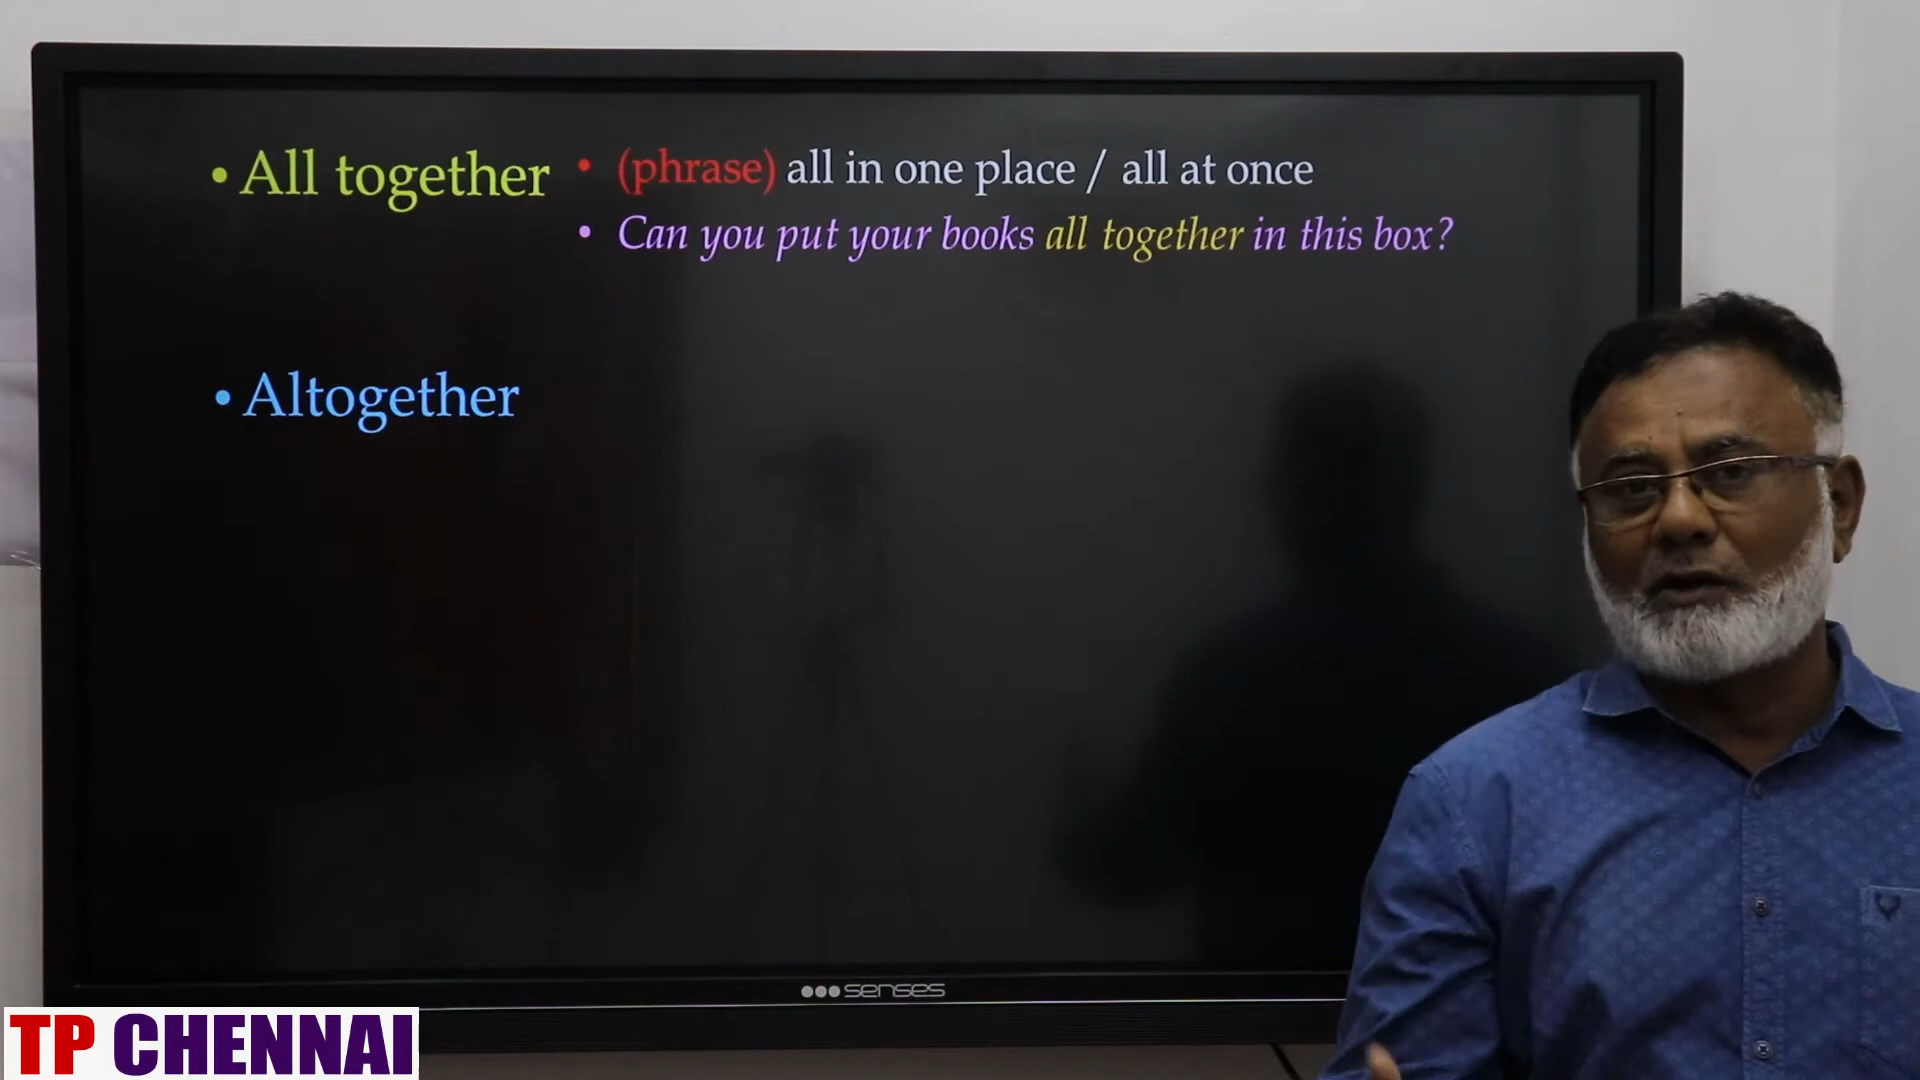 • All together
• (phrase) all in one place / all at once
• Can you put your books all together in this box?
• Altogether
senses
TP CHENNAI